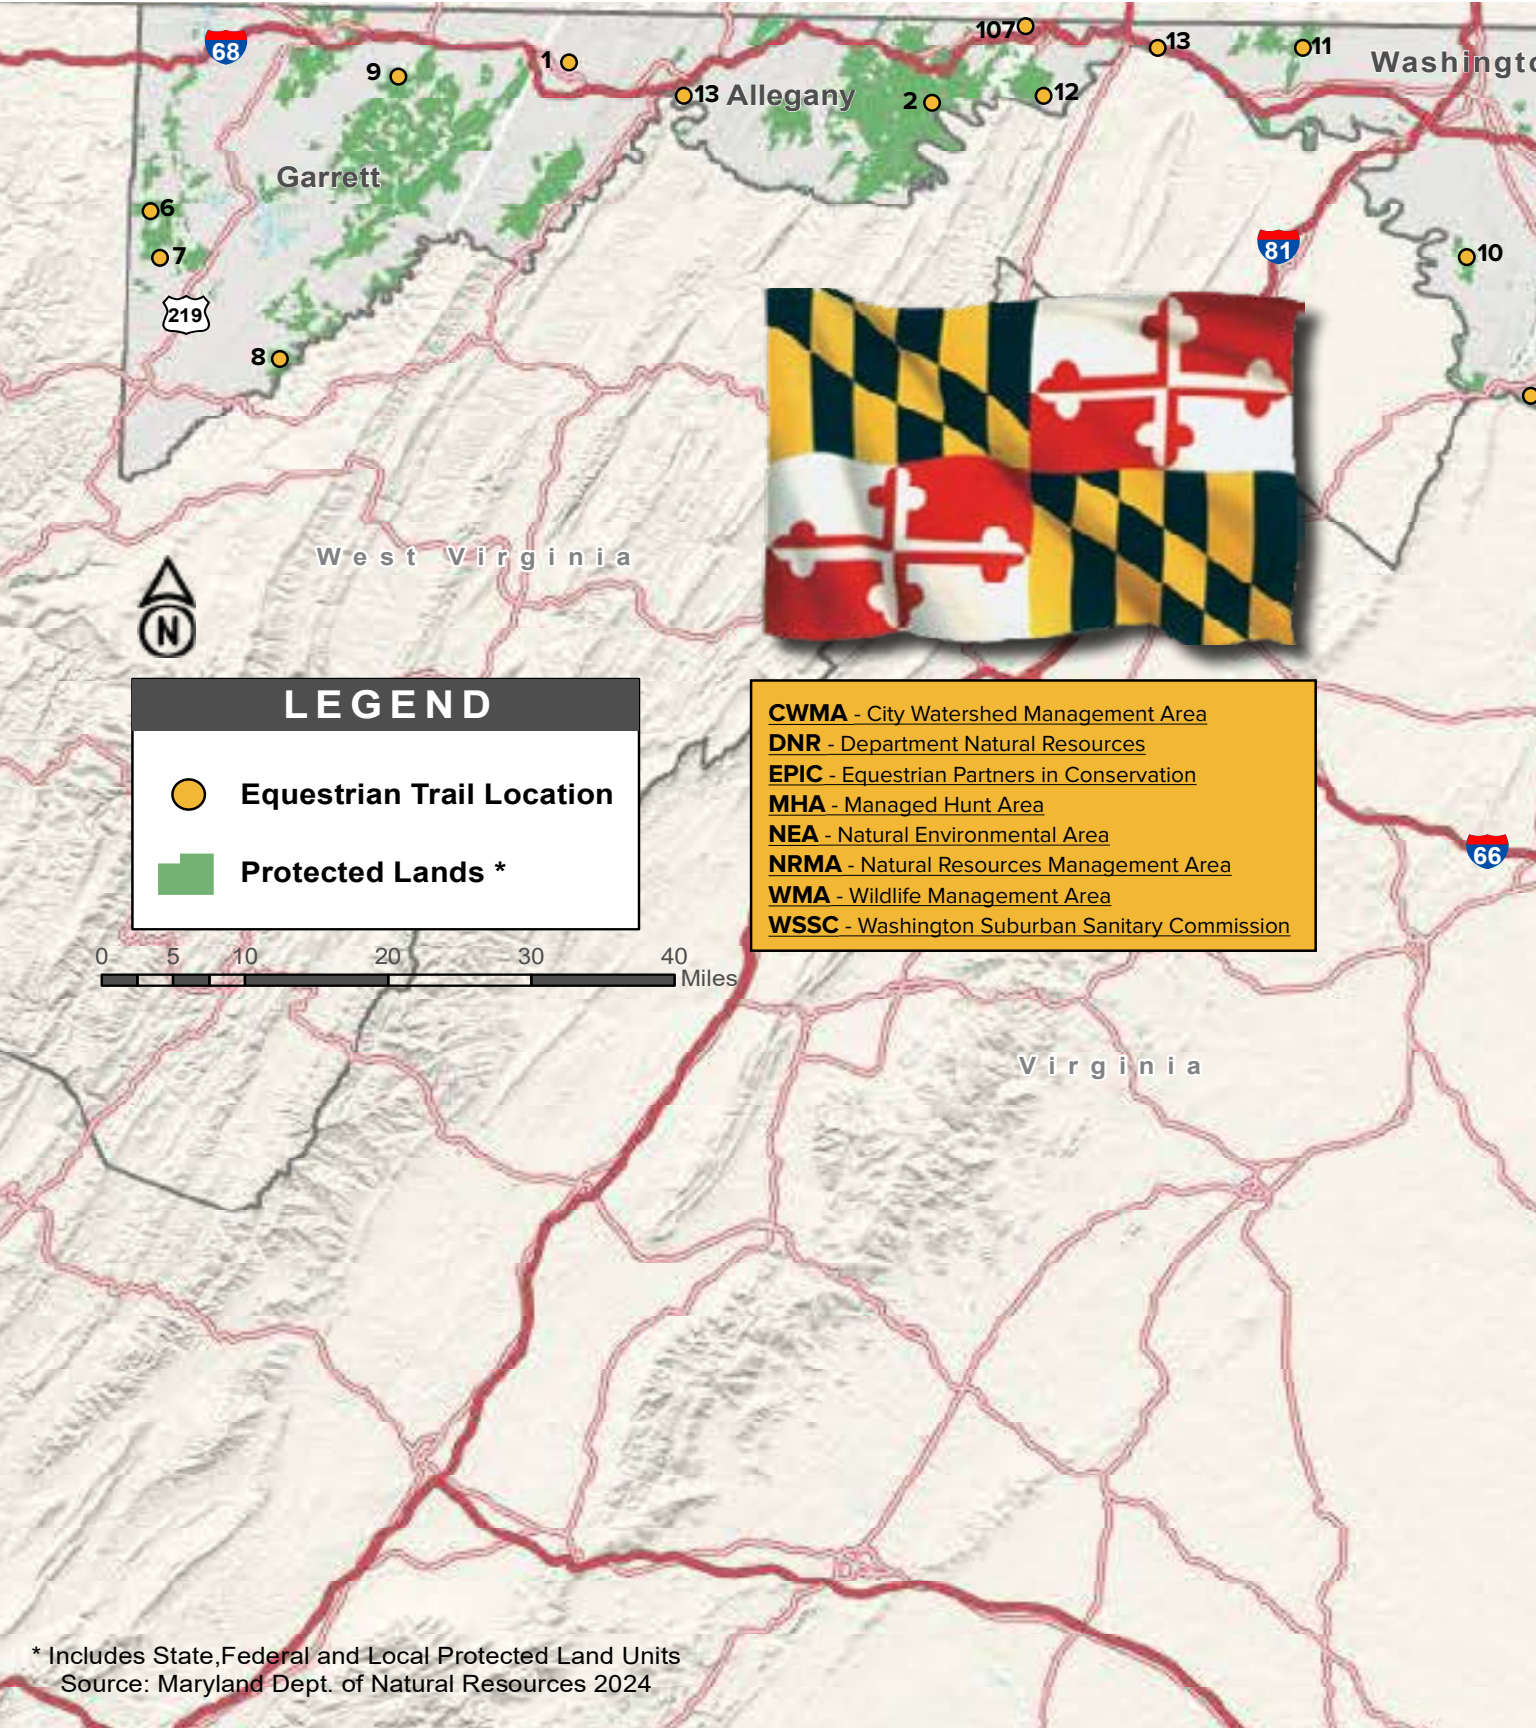 107
13
11
68
Washingto
1
9
13
Allegany
2
12
Garrett
6
7
81
10
219
8
West Virginia
N
LEGEND
Equestrian Trail Location
Protected Lands *
CWMA - City Watershed Management Area
DNR - Department Natural Resources
EPIC - Equestrian Partners in Conservation
MHA - Managed Hunt Area
NEA - Natural Environmental Area
NRMA - Natural Resources Management Area
WMA - Wildlife Management Area
WSSC - Washington Suburban Sanitary Commission
66
0 5 10 20 30 40
Miles
Virginia
* Includes State,Federal and Local Protected Land Units
Source: Maryland Dept. of Natural Resources 2024